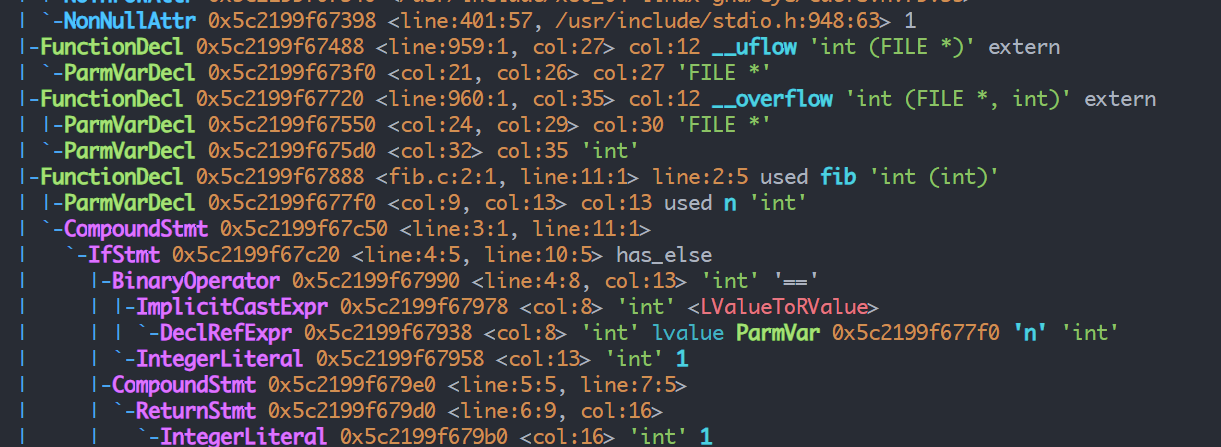 |-NonNullAttr 0x5c2199f67398 <line:401:57, /usr/include/stdio.h:948:63> 1
|-FunctionDecl 0x5c2199f67488 <line:959:1, col:27> col:12 __uflow 'int (FILE *)' extern
| `-ParmVarDecl 0x5c2199f673f0 <col:21, col:26> col:27 'FILE *'
|-FunctionDecl 0x5c2199f67720 <line:960:1, col:35> col:12 __overflow 'int (FILE *, int)' extern
| |-ParmVarDecl 0x5c2199f67550 <col:24, col:29> col:30 'FILE *'
| `-ParmVarDecl 0x5c2199f675d0 <col:32> col:35 'int'
|-FunctionDecl 0x5c2199f67888 <fib.c:2:1, line:11:1> line:2:5 used fib 'int (int)'
| |-ParmVarDecl 0x5c2199f677f0 <col:9, col:13> col:13 used n 'int'
| `-CompoundStmt 0x5c2199f67c50 <line:3:1, line:11:1>
|   `-IfStmt 0x5c2199f67c20 <line:4:5, line:10:5> has_else
|     |-BinaryOperator 0x5c2199f67990 <line:4:8, col:13> 'int' '=='
|     | |-ImplicitCastExpr 0x5c2199f67978 <col:8> 'int' <LValueToRValue>
|     | | `-DeclRefExpr 0x5c2199f67938 <col:8> 'int' lvalue ParmVar 0x5c2199f677f0 'n' 'int'
|     | `-IntegerLiteral 0x5c2199f67958 <col:13> 'int' 1
|     |-CompoundStmt 0x5c2199f679e0 <line:5:5, line:7:5>
|     | `-ReturnStmt 0x5c2199f679d0 <line:6:9, col:16>
|     |   `-IntegerLiteral 0x5c2199f679b0 <col:16> 'int' 1